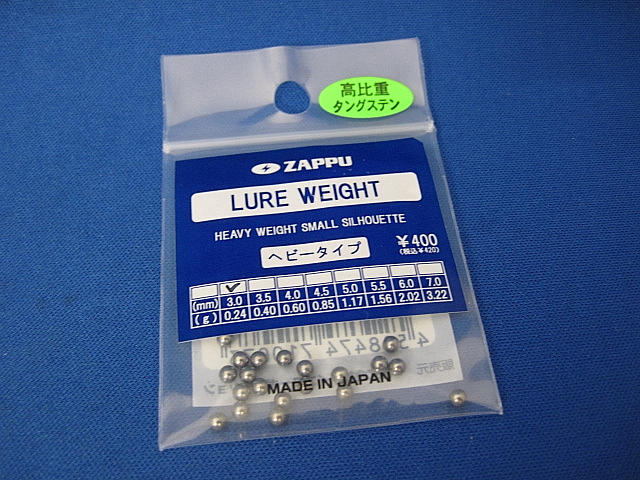 高比重
タングステン
ZAPPU
LURE WEIGHT
HEAVY WEIGHT SMALL SILHOUETTE
ヘビータイプ
¥400
(税込¥420)
✓
(mm) 3.0 3.5 4.0 4.5 5.0 5.5 6.0 7.0
(g) 0.24 0.40 0.60 0.85 1.17 1.56 2.02 3.22
MADE IN JAPAN
販売元